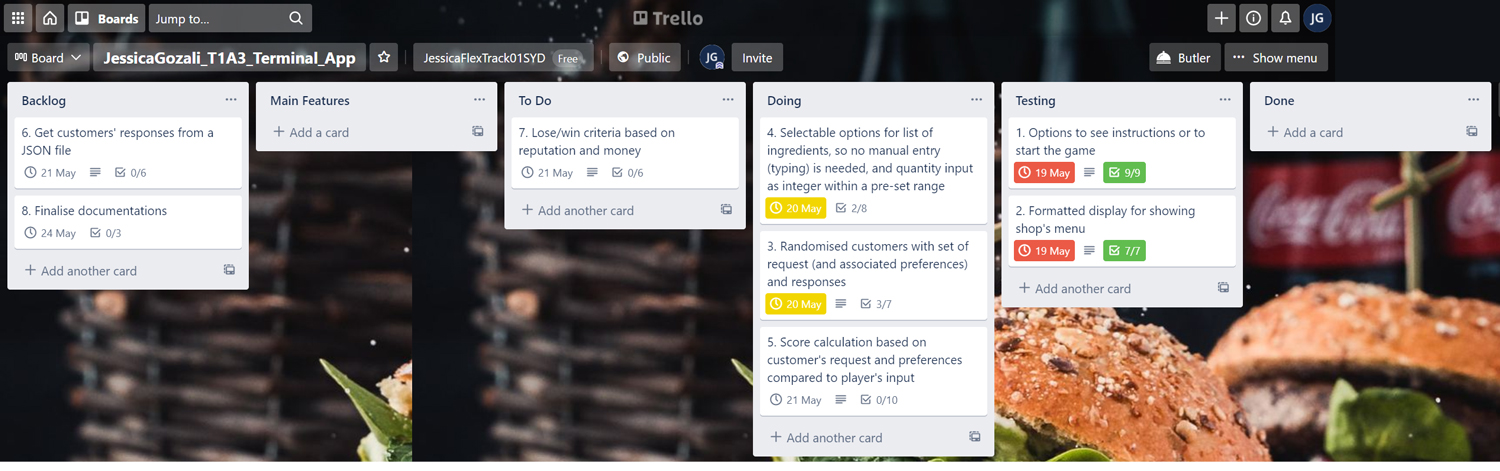 Boards
Jump to...
Trello
JG
Board
JessicaGozali_T1A3_Terminal_App
JessicaFlexTrack01SYD
Free
Public
JG
Invite
Butler
Show menu
Backlog
6. Get customers' responses from a
JSON file
21 May
0/6
8. Finalise documentations
24 May
0/3
+ Add another card
Main Features
+ Add a card
To Do
7. Lose/win criteria based on
reputation and money
21 May
0/6
+ Add another card
Doing
4. Selectable options for list of
ingredients, so no manual entry
(typing) is needed, and quantity input
as integer within a pre-set range
20 May
2/8
3. Randomised customers with set of
request (and associated preferences)
and responses
20 May
3/7
5. Score calculation based on
customer's request and preferences
compared to player's input
21 May
0/10
+ Add another card
Testing
1. Options to see instructions or to
start the game
19 May
9/9
2. Formatted display for showing
shop's menu
19 May
7/7
+ Add another card
Done
+ Add a card
Coca-Cola